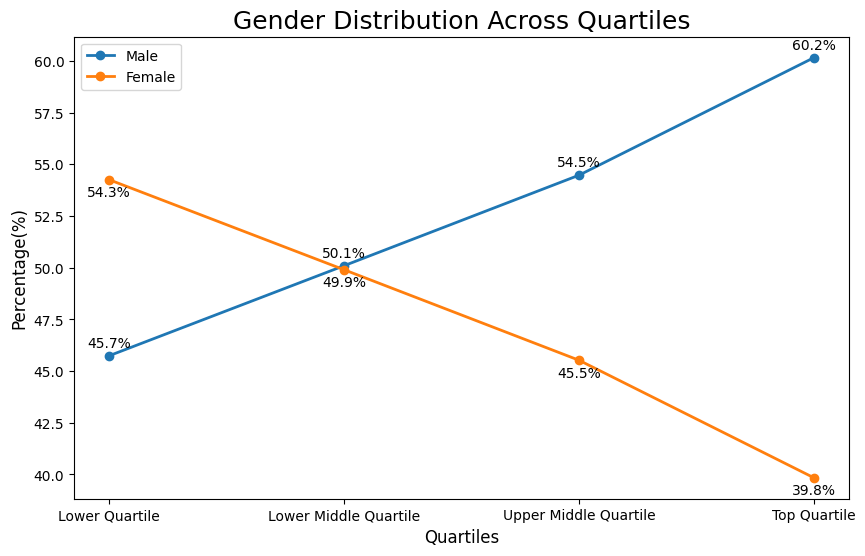 Gender Distribution Across Quartiles
Male
Female
60.0
57.5
55.0
52.5
50.0
47.5
45.0
42.5
40.0
Percentage(%)
60.2%
54.5%
54.3%
50.1%
49.9%
45.7%
45.5%
39.8%
Lower Quartile
Lower Middle Quartile
Upper Middle Quartile
Top Quartile
Quartiles